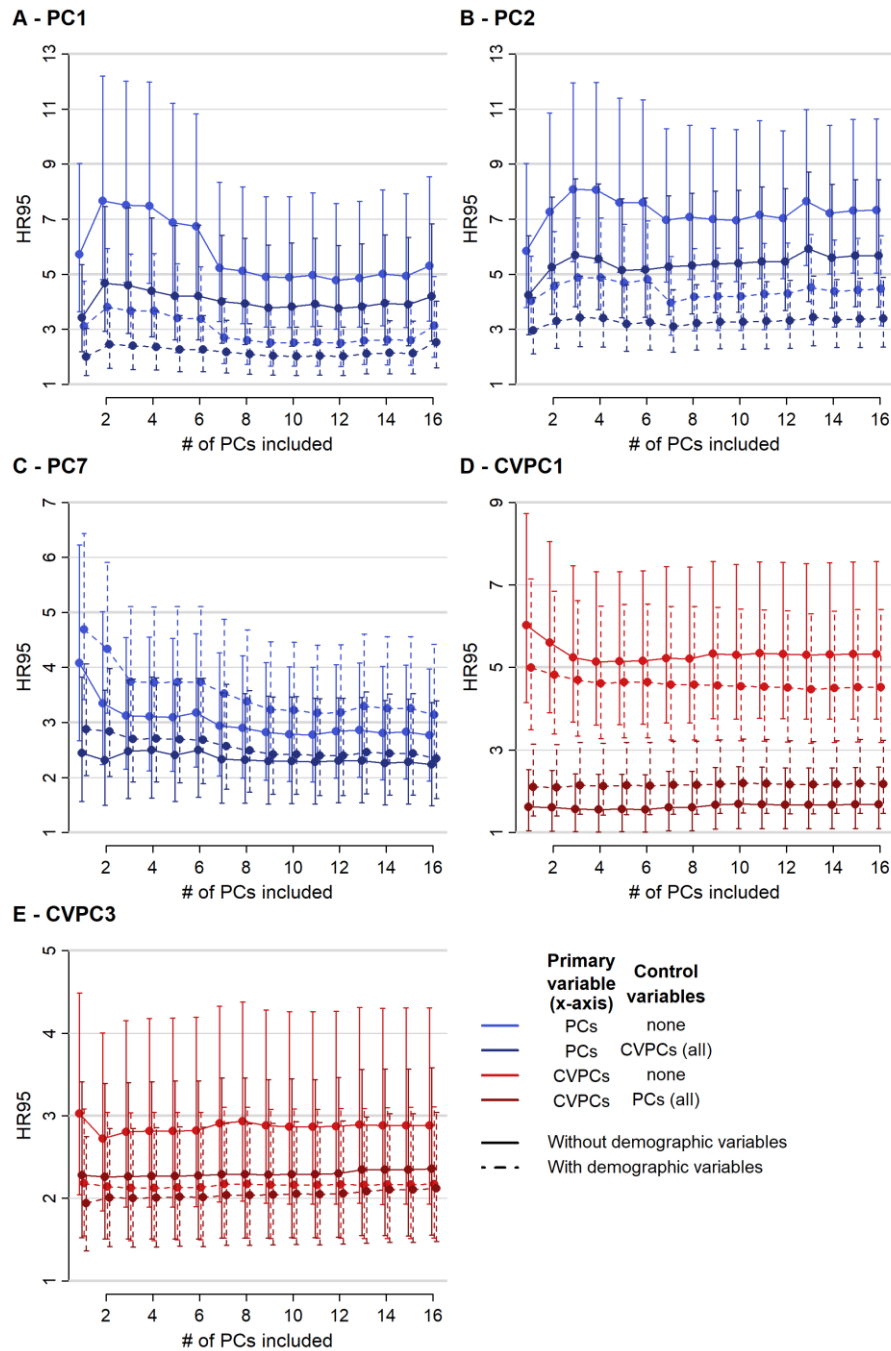 A - PC1
HR95
13
11
9
7
5
3
1
2 4 6 8 10 12 14 16
# of PCs included
B - PC2
HR95
13
11
9
7
5
3
1
2 4 6 8 10 12 14 16
# of PCs included
C - PC7
HR95
7
6
5
4
3
2
1
2 4 6 8 10 12 14 16
# of PCs included
D - CVPC1
HR95
9
7
5
3
1
2 4 6 8 10 12 14 16
# of PCs included
E - CVPC3
HR95
5
4
3
2
1
2 4 6 8 10 12 14 16
# of PCs included
Primary Control
variable variables
(x-axis)
PCs none
PCs CVPCs (all)
CVPCs none
CVPCs PCs (all)
Without demographic variables
With demographic variables